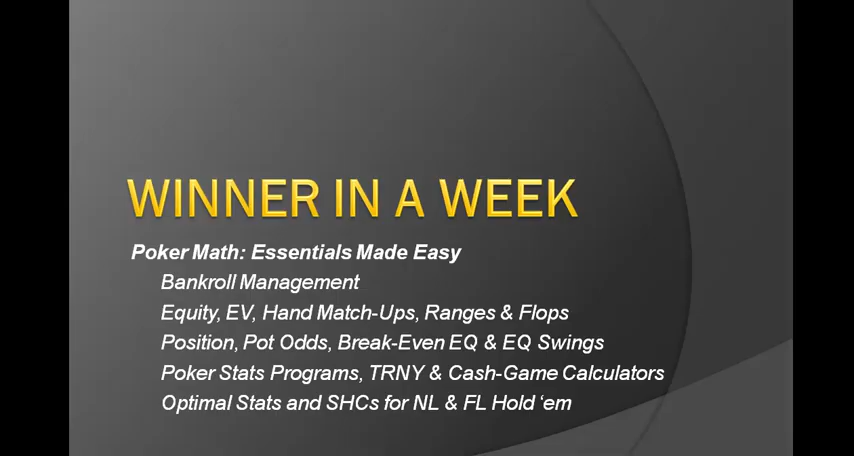 WINNER IN A WEEK
Poker Math: Essentials Made Easy
Bankroll Management
Equity, EV, Hand Match-Ups, Ranges & Flops
Position, Pot Odds, Break-Even EQ & EQ Swings
Poker Stats Programs, TRNY & Cash-Game Calculators
Optimal Stats and SHCs for NL & FL Hold ‘em